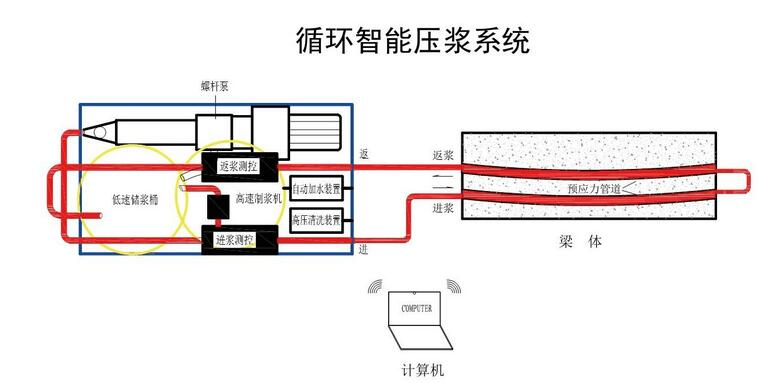 循环智能压浆系统
螺杆泵
返浆测控
返
返浆
低速储浆桶
高速制浆机
自动加水装置
预应力管道
高压清洗装置
进浆
进浆测控
进
梁 体
COMPUTER
计算机